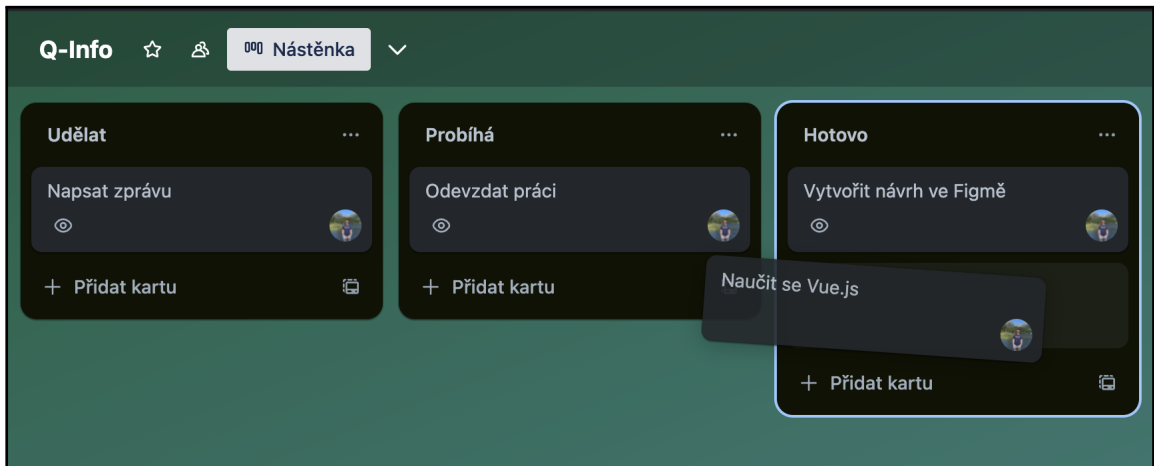 Q-Info
Nástěnka
Udělat
Napsat zprávu
Přidat kartu
Probíhá
Odevzdat práci
Přidat kartu
Hotovo
Vytvořit návrh ve Figmě
Naučit se Vue.js
Přidat kartu